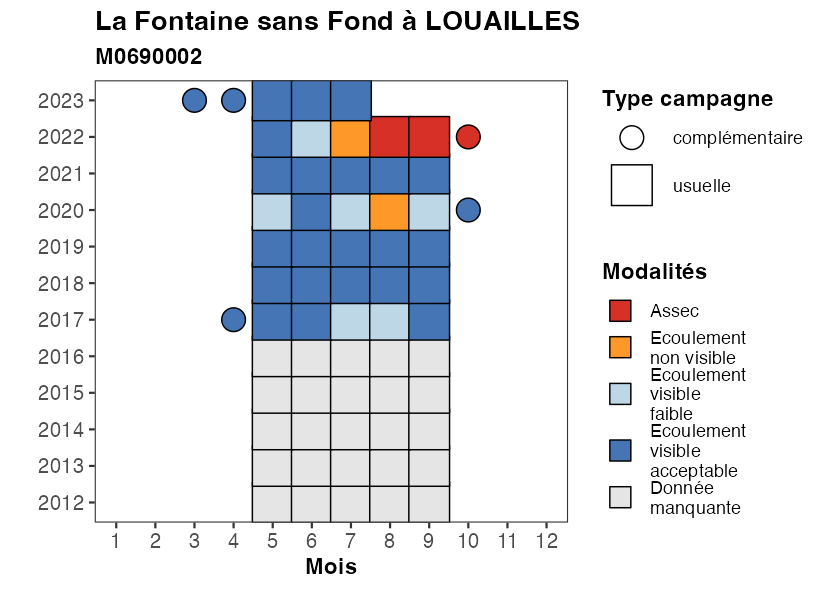 La Fontaine sans Fond à LOUAILLES
M0690002
2023
2022
2021
2020
2019
2018
2017
2016
2015
2014
2013
2012
1 2 3 4 5 6 7 8 9 10 11 12
Mois
Type campagne
complémentaire
usuelle
Modalités
Assec
Ecoulement
non visible
Ecoulement
visible
faible
Ecoulement
visible
acceptable
Donnée
manquante